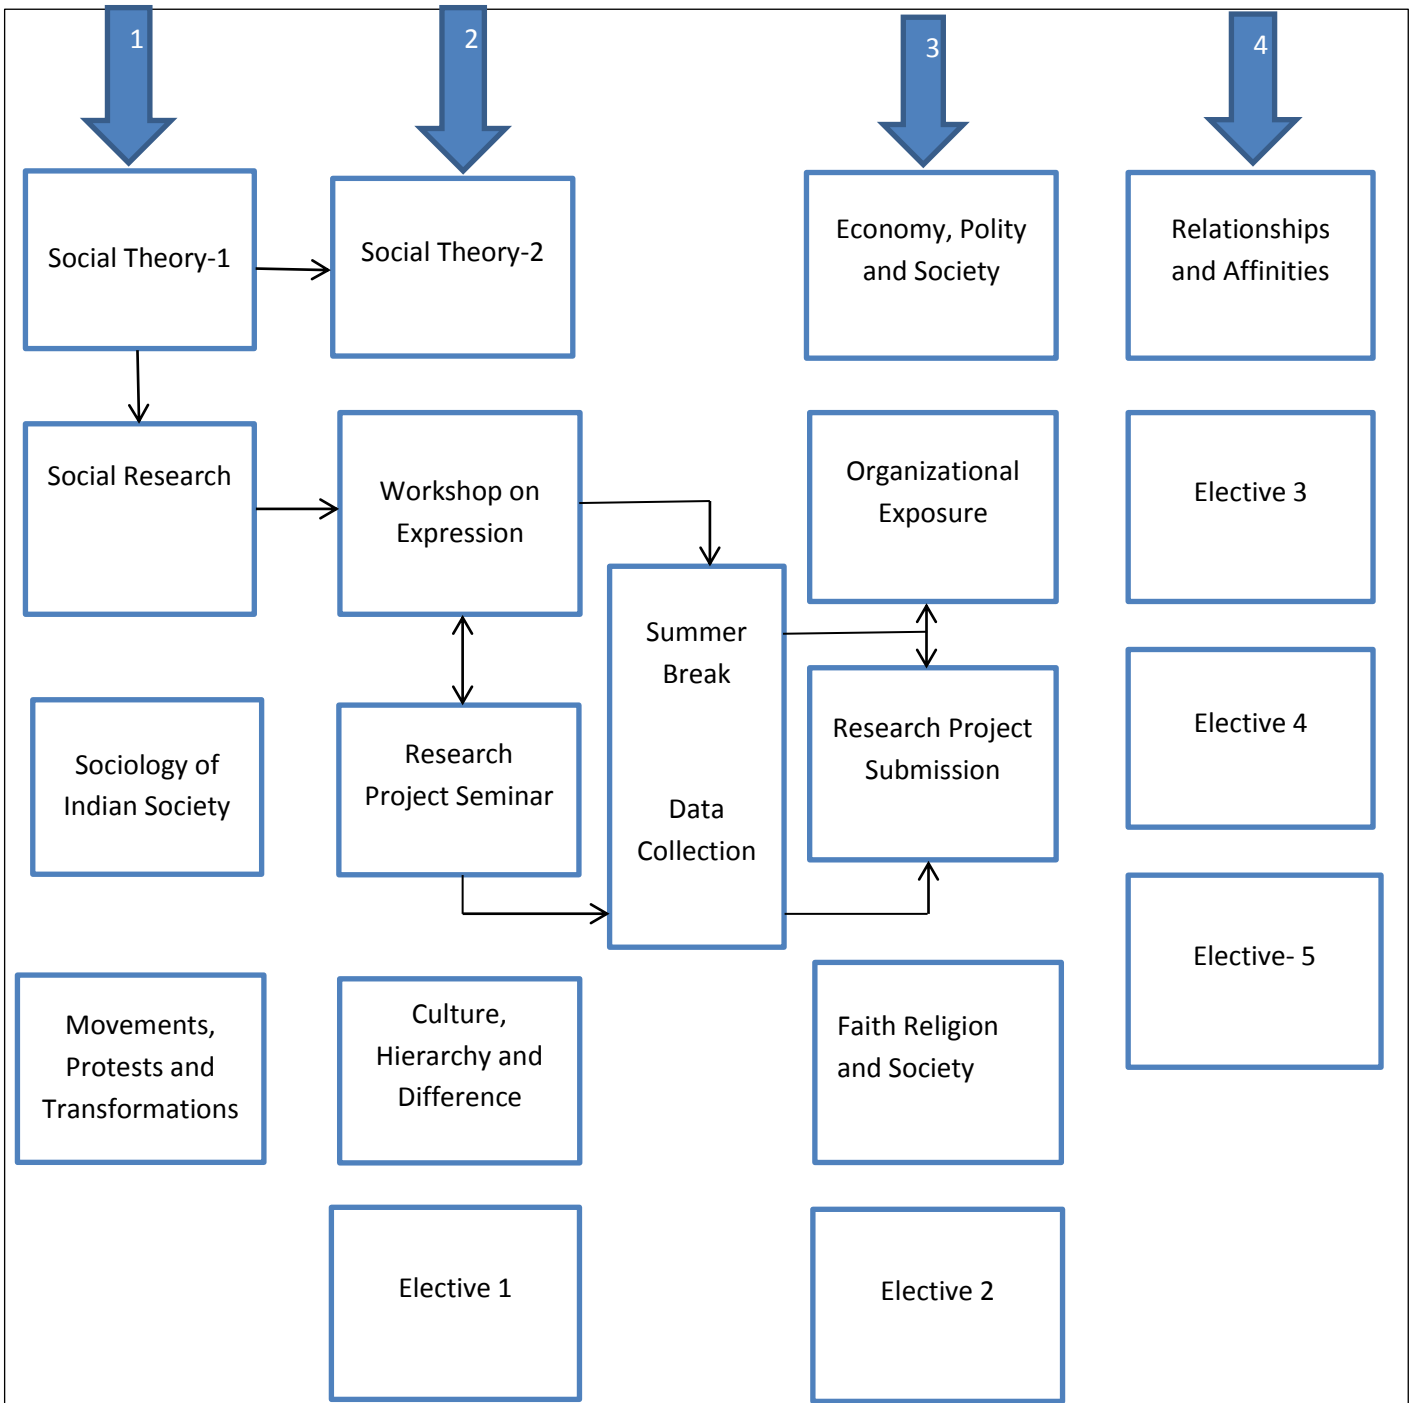 1
2
3
4
Social Theory-1
Social Theory-2
Economy, Polity
and Society
Relationships
and Affinities
Social Research
Workshop on
Expression
Organizational
Exposure
Elective 3
Summer
Break
Data
Collection
Sociology of
Indian Society
Research
Project Seminar
Research Project
Submission
Elective 4
Movements,
Protests and
Transformations
Culture,
Hierarchy and
Difference
Faith Religion
and Society
Elective- 5
Elective 1
Elective 2